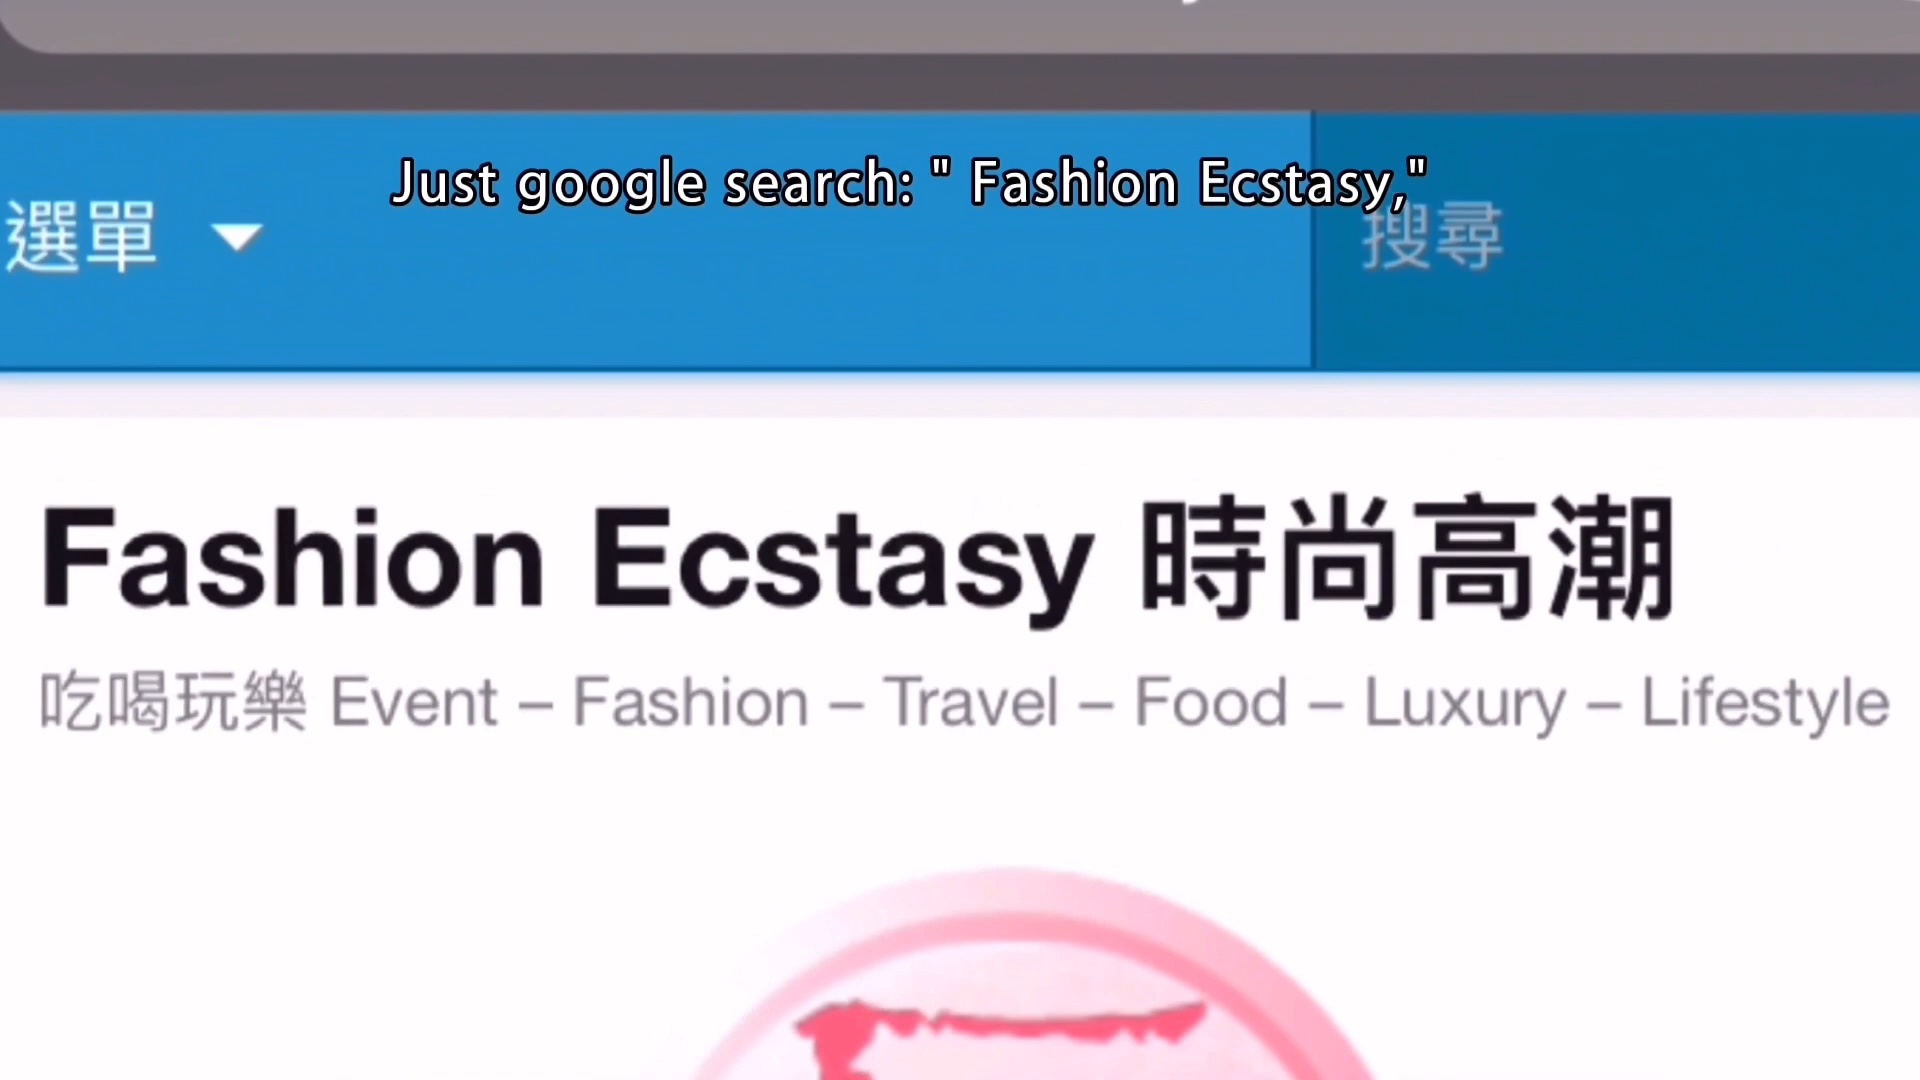 Just google search: " Fashion Ecstasy,"
選單 搜尋
Fashion Ecstasy 時尚高潮
吃喝玩樂 Event – Fashion – Travel – Food – Luxury – Lifestyle